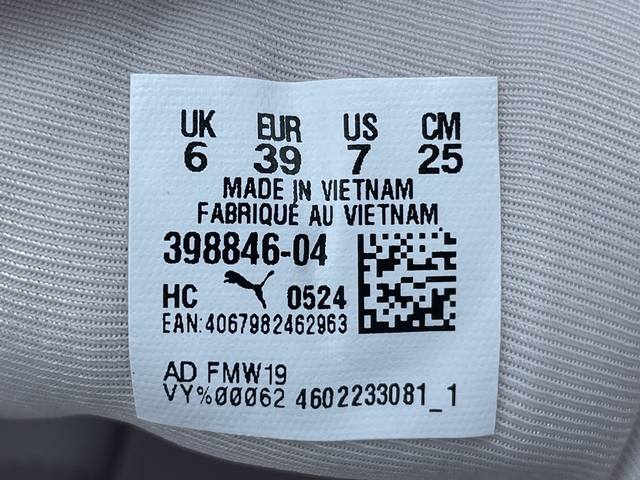 UK EUR US CM
6 39 7 25
MADE IN VIETNAM
FABRIQUÉ AU VIETNAM
398846-04
HC 0524
EAN:4067982462963
AD FMW19
VY%00062 4602233081_1